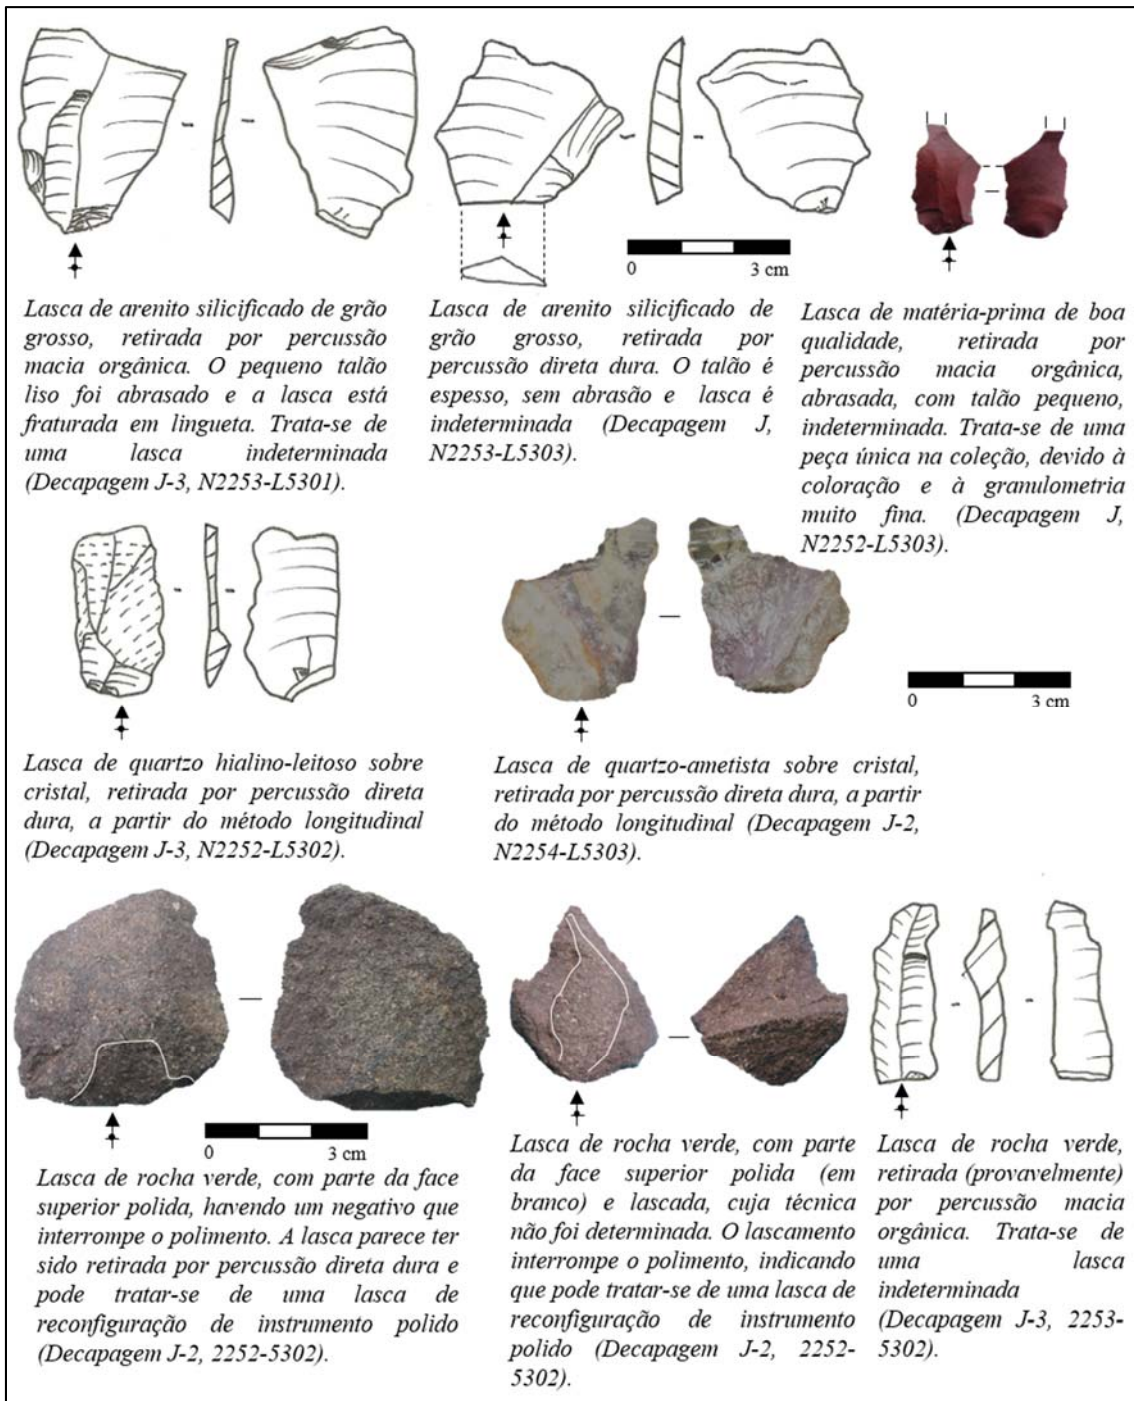 0 3 cm
Lasca de arenito silicificado de grão
grosso, retirada por percussão
macia orgânica. O pequeno talão
liso foi abrasado e a lasca está
fraturada em lingueta. Trata-se de
uma lasca indeterminada
(Decapagem J-3, N2253-L5301).
Lasca de arenito silicificado de
grão grosso, retirada por
percussão direta dura. O talão é
espesso, sem abrasão e lasca é
indeterminada (Decapagem J,
N2253-L5303).
Lasca de matéria-prima de boa
qualidade, retirada por
percussão macia orgânica,
abrasada, com talão pequeno,
indeterminada. Trata-se de uma
peça única na coleção, devido à
coloração e à granulometria
muito fina. (Decapagem J,
N2252-L5303).
0 3 cm
Lasca de quartzo hialino-leitoso sobre
cristal, retirada por percussão direta
dura, a partir do método longitudinal
(Decapagem J-3, N2252-L5302).
Lasca de quartzo-ametista sobre cristal,
retirada por percussão direta dura, a partir
do método longitudinal (Decapagem J-2,
N2254-L5303).
0 3 cm
Lasca de rocha verde, com parte da face
superior polida, havendo um negativo que
interrompe o polimento. A lasca parece ter
sido retirada por percussão direta dura e
pode tratar-se de uma lasca de
reconfiguração de instrumento polido
(Decapagem J-2, 2252-5302).
Lasca de rocha verde, com parte
da face superior polida (em
branco) e lascada, cuja técnica
não foi determinada. O lascamento
interrompe o polimento, indicando
que pode tratar-se de uma lasca de
reconfiguração de instrumento
polido (Decapagem J-2, 2252-
5302).
Lasca de rocha verde,
retirada (provavelmente)
por percussão macia
orgânica. Trata-se de
uma lasca
indeterminada
(Decapagem J-3, 2253-
5302).